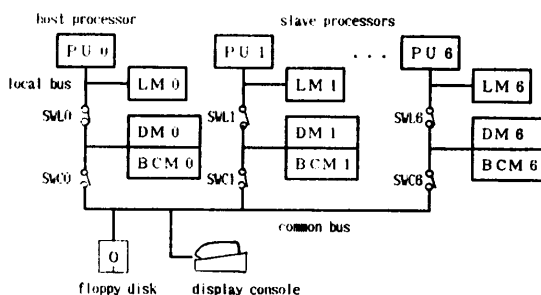 host processor
slave processors
PU 0
PU 1
. . .
PU 6
local bus
LM 0
LM 1
LM 6
SWL0
SWL1
SWL6
DM 0
DM 1
DM 6
BCM 0
BCM 1
BCM 6
SWC0
SWC1
SWC6
common bus
floppy disk
display console